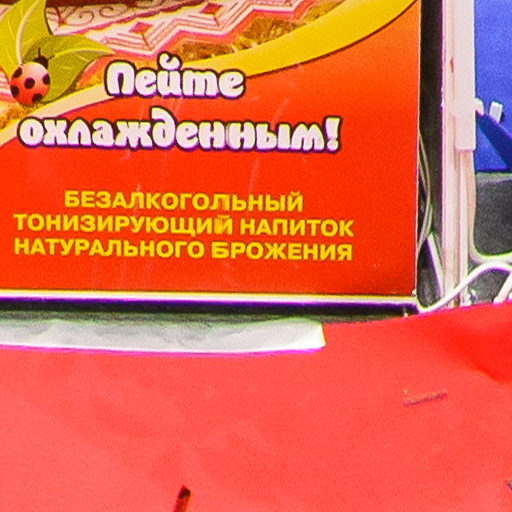 Пейте
охлажденным!
БЕЗАЛКОГОЛЬНЫЙ
ТОНИЗИРУЮЩИЙ НАПИТОК
НАТУРАЛЬНОГО БРОЖЕНИЯ